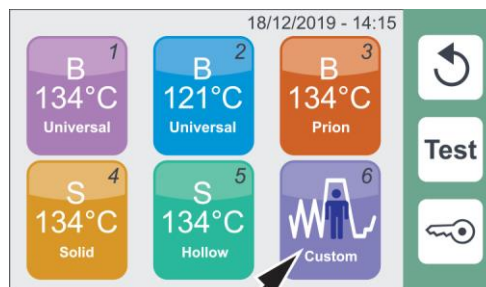 18/12/2019 - 14:15
1
B
134°C
Universal
2
B
121°C
Universal
3
B
134°C
Prion
Test
4
S
134°C
Solid
5
S
134°C
Hollow
6
Custom